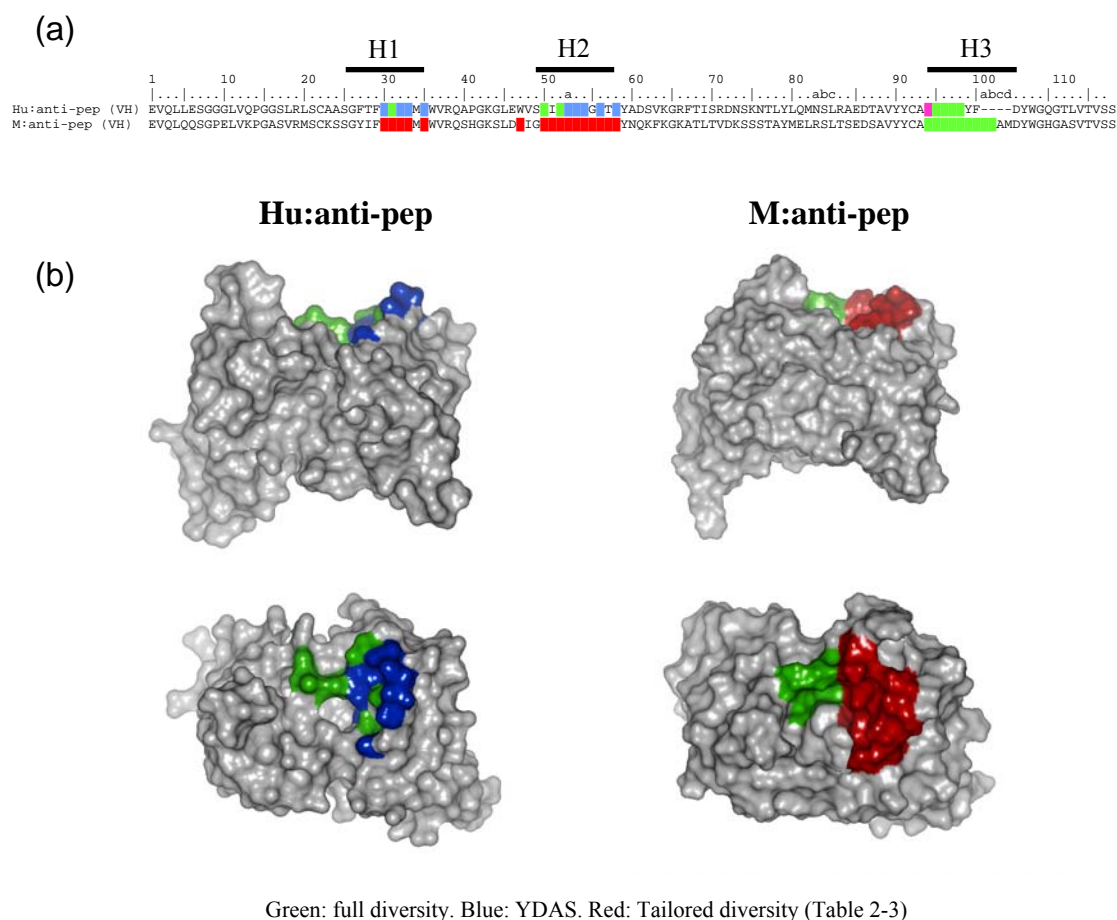 (a)
H1 H2 H3
1 10 20 30 40 50 60 70 80 90 100 110
a abc abcd
Hu:anti-pep (VH) EVQLLESGGGLVQPGGSLRLSCAASGFTF M WVRQAPGKGLEWVS I G T YADSVKGRFTISRDNSKNTLYLQMNSLRAEDTAVYYCA YF----DYWGQGTLVTVSS
M:anti-pep (VH) EVQLQQSGPELVKPGASVRMSCKSSGYIF M WVRQSHGKSLD IG YNQKFKGKATLTVDKSSSTAYMELRSLTSEDSAVYYCA AMDYWGHGASVTVSS
Hu:anti-pep M:anti-pep
(b)
Green: full diversity. Blue: YDAS. Red: Tailored diversity (Table 2-3)